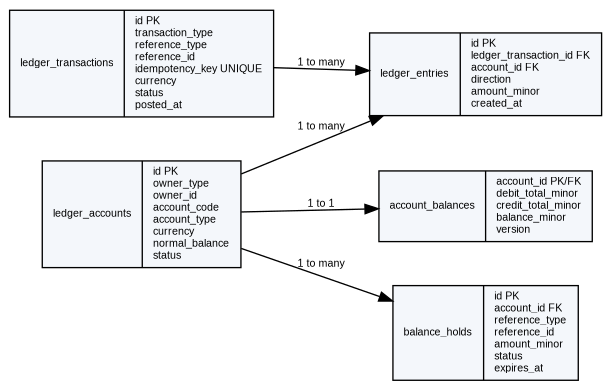 ledger_transactions
id PK
transaction_type
reference_type
reference_id
idempotency_key UNIQUE
currency
status
posted_at
1 to many
ledger_entries
id PK
ledger_transaction_id FK
account_id FK
direction
amount_minor
created_at
1 to many
ledger_accounts
id PK
owner_type
owner_id
account_code
account_type
currency
normal_balance
status
1 to 1
account_balances
account_id PK/FK
debit_total_minor
credit_total_minor
balance_minor
version
1 to many
balance_holds
id PK
account_id FK
reference_type
reference_id
amount_minor
status
expires_at